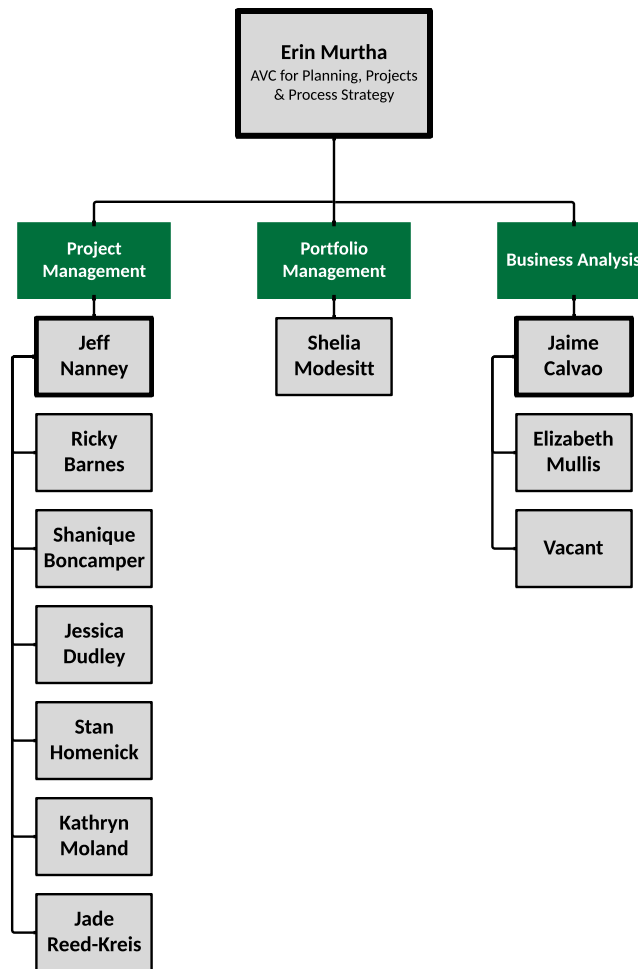 Erin Murtha
AVC for Planning, Projects
& Process Strategy
Project
Management
Portfolio
Management
Business Analysis
Jeff
Nanney
Shelia
Modesitt
Jaime
Calvao
Ricky
Barnes
Elizabeth
Mullis
Shanique
Boncamper
Vacant
Jessica
Dudley
Stan
Homenick
Kathryn
Moland
Jade
Reed-Kreis